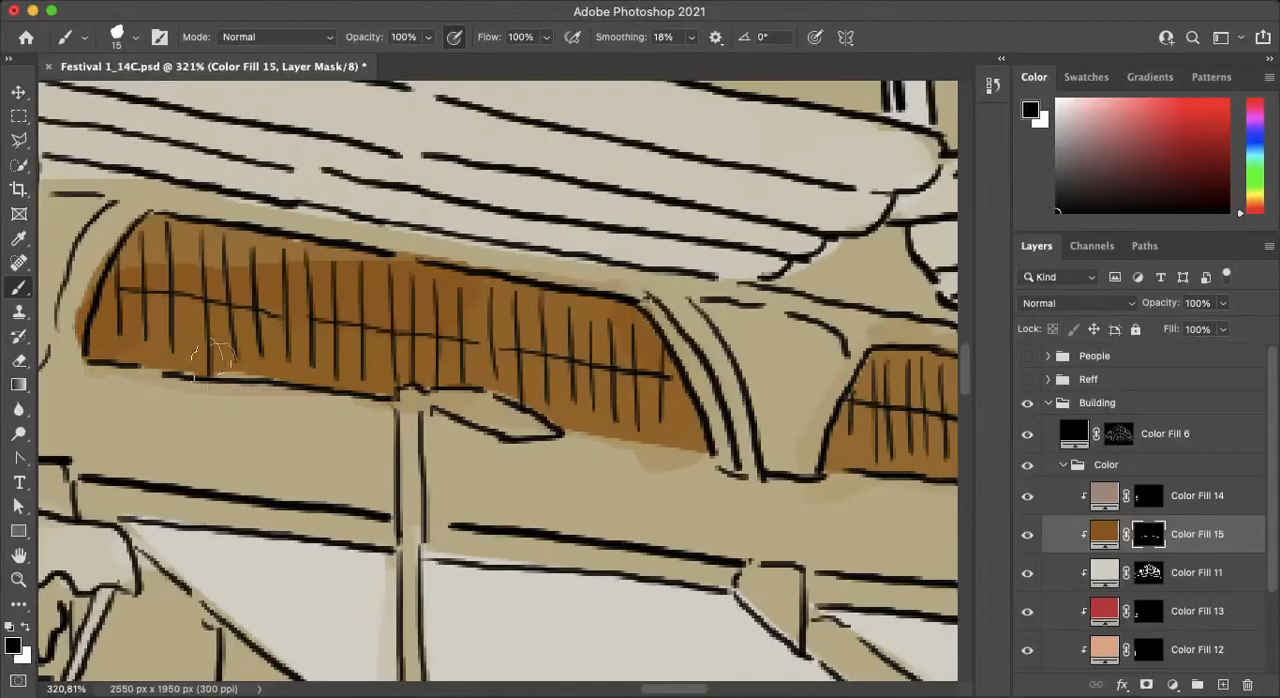 Adobe Photoshop 2021
15
Mode: Normal
Opacity: 100%
Flow: 100%
Smoothing: 18%
0°
Festival 1_14C.psd @ 321% (Color Fill 15, Layer Mask/8) *
Color Swatches Gradients Patterns
Layers Channels Paths
Kind
Normal Opacity: 100%
Lock: Fill: 100%
People
Reff
Building
Color Fill 6
Color
Color Fill 14
Color Fill 15
Color Fill 11
Color Fill 13
Color Fill 12
320,81% 2550 px x 1950 px (300 ppi)